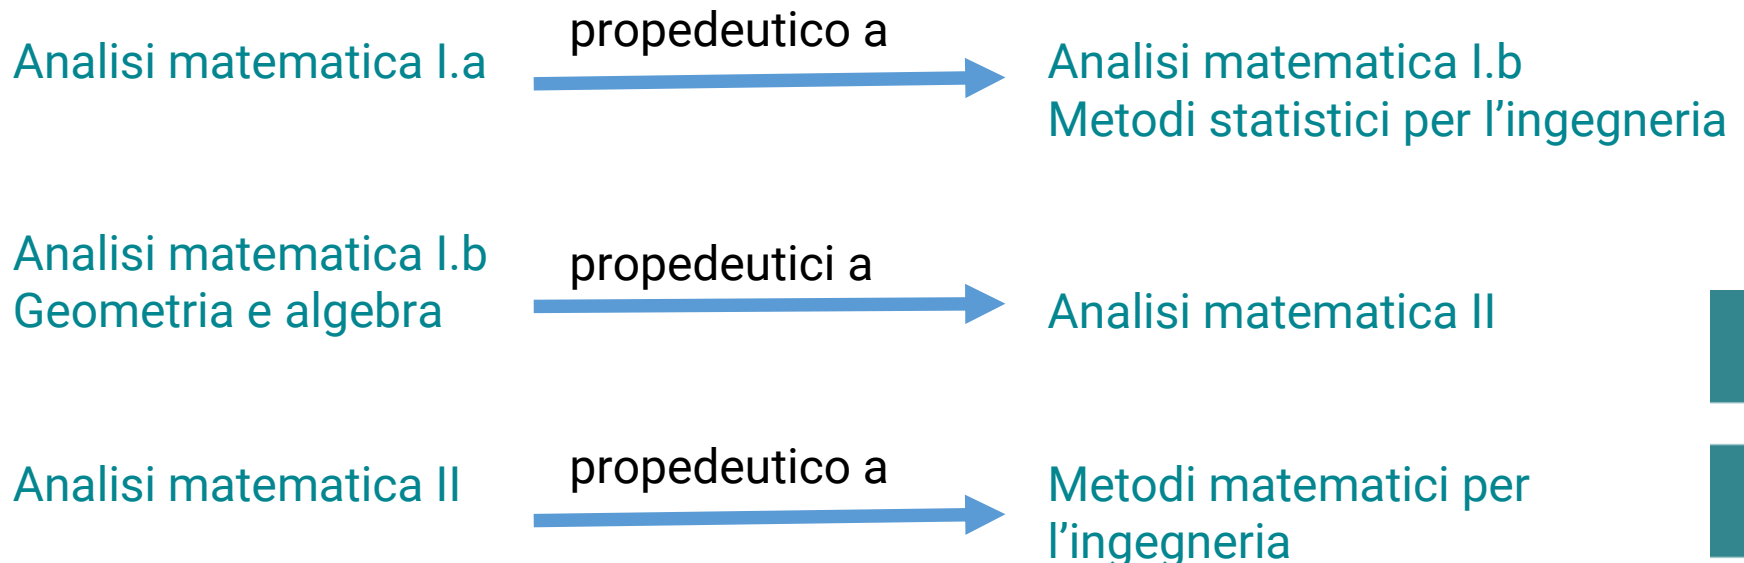 Analisi matematica I.a
propedeutico a
Analisi matematica I.b
Metodi statistici per l’ingegneria
Analisi matematica I.b
Geometria e algebra
propedeutici a
Analisi matematica II
Analisi matematica II
propedeutico a
Metodi matematici per
l’ingegneria